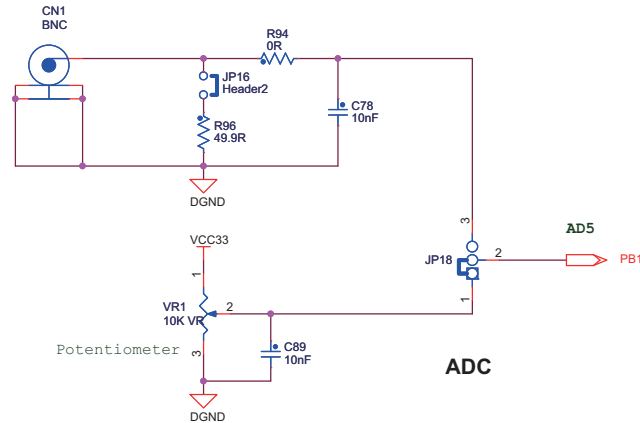 CN1
BNC
R94
0R
JP16
Header2
C78
10nF
R96
49.9R
DGND
3
AD5
VCC33
JP18
2
PB1
1
1
VR1
10K VR
2
Potentiometer
3
C89
10nF
ADC
DGND